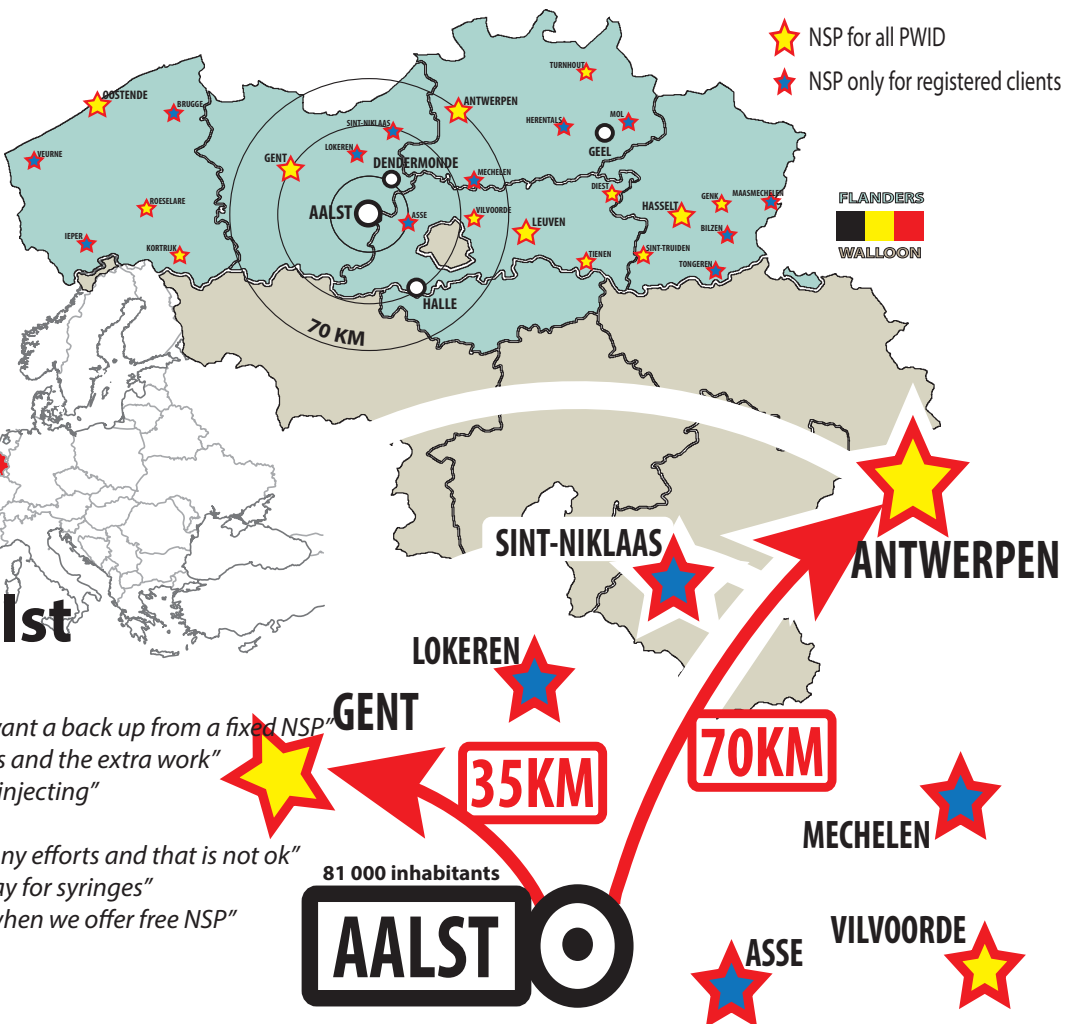 NSP for all PWID
NSP only for registered clients
TURNHOUT
OOSTENDE
BRUGGE
ANTWERPEN
HERENTALS
MOL
SINT-NIKLAAS
GEEL
VEURNE
GENT
LOKEREN
DENDERMONDE
MECHELEN
DIEST
HASSELT
GENK
MAASMECHELEN
FLANDERS
WALLOON
ROESELARE
AALST
ASSE
VILVOORDE
LEUVEN
BILZEN
IEPER
KORTRIJK
TIENEN
SINT-TRUIDEN
TONGEREN
HALLE
70 KM
SINT-NIKLAAS
ANTWERPEN
lst
LOKEREN
GENT
ant a back up from a fixed NSP”
s and the extra work”
injecting”
35KM
70KM
MECHELEN
ny efforts and that is not ok”
ay for syringes”
when we offer free NSP”
81 000 inhabitants
AALST
ASSE
VILVOORDE